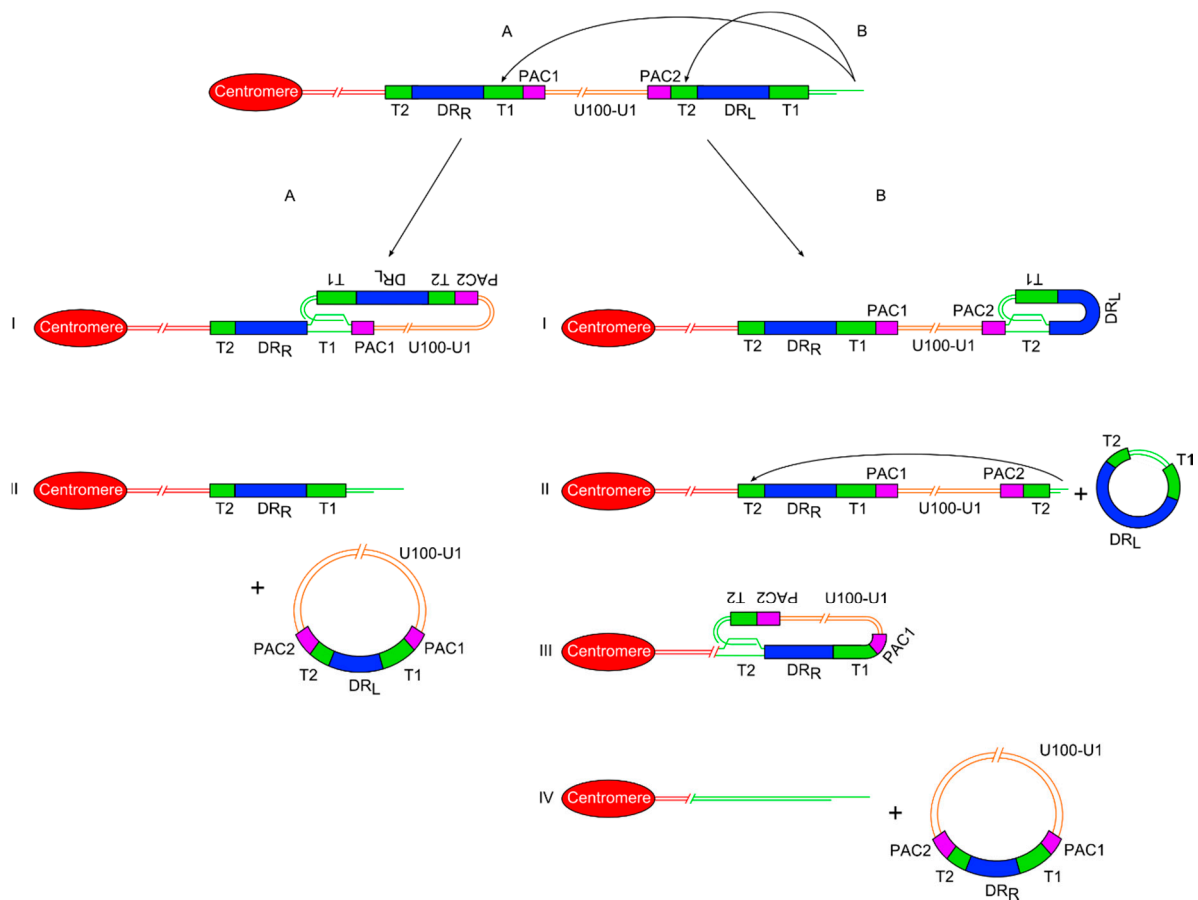 A
B
PAC1
PAC2
Centromere
T2
DRR
T1
U100-U1
T2
DRL
T1
A
B
T1
DRL
T2
PAC2
I
Centromere
T2
DRR
T1
PAC1
U100-U1
I
Centromere
T2
DRR
T1
PAC1
U100-U1
PAC2
T2
T1
DRL
II
Centromere
T2
DRR
T1
+
U100-U1
PAC2
T2
DRL
T1
PAC1
II
Centromere
T2
DRR
T1
PAC1
U100-U1
PAC2
T2
+
T2
T1
DRL
III
Centromere
T2
PAC2
U100-U1
T2
DRR
T1
PAC1
IV
Centromere
+
U100-U1
PAC2
T2
DRR
T1
PAC1